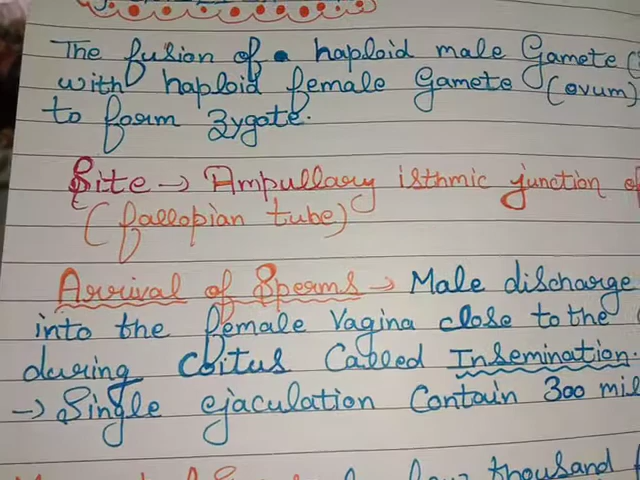 The fusion of a haploid male Gamete (
with haploid female Gamete (ovum)
to form Zygate.
Site → Ampullary isthmic junction of
(fallopian tube)
Arrival of Sperms → Male discharge
into the female Vagina close to the
during coitus Called Insemination.
→ Single ejaculation Contain 300 mil
thousand